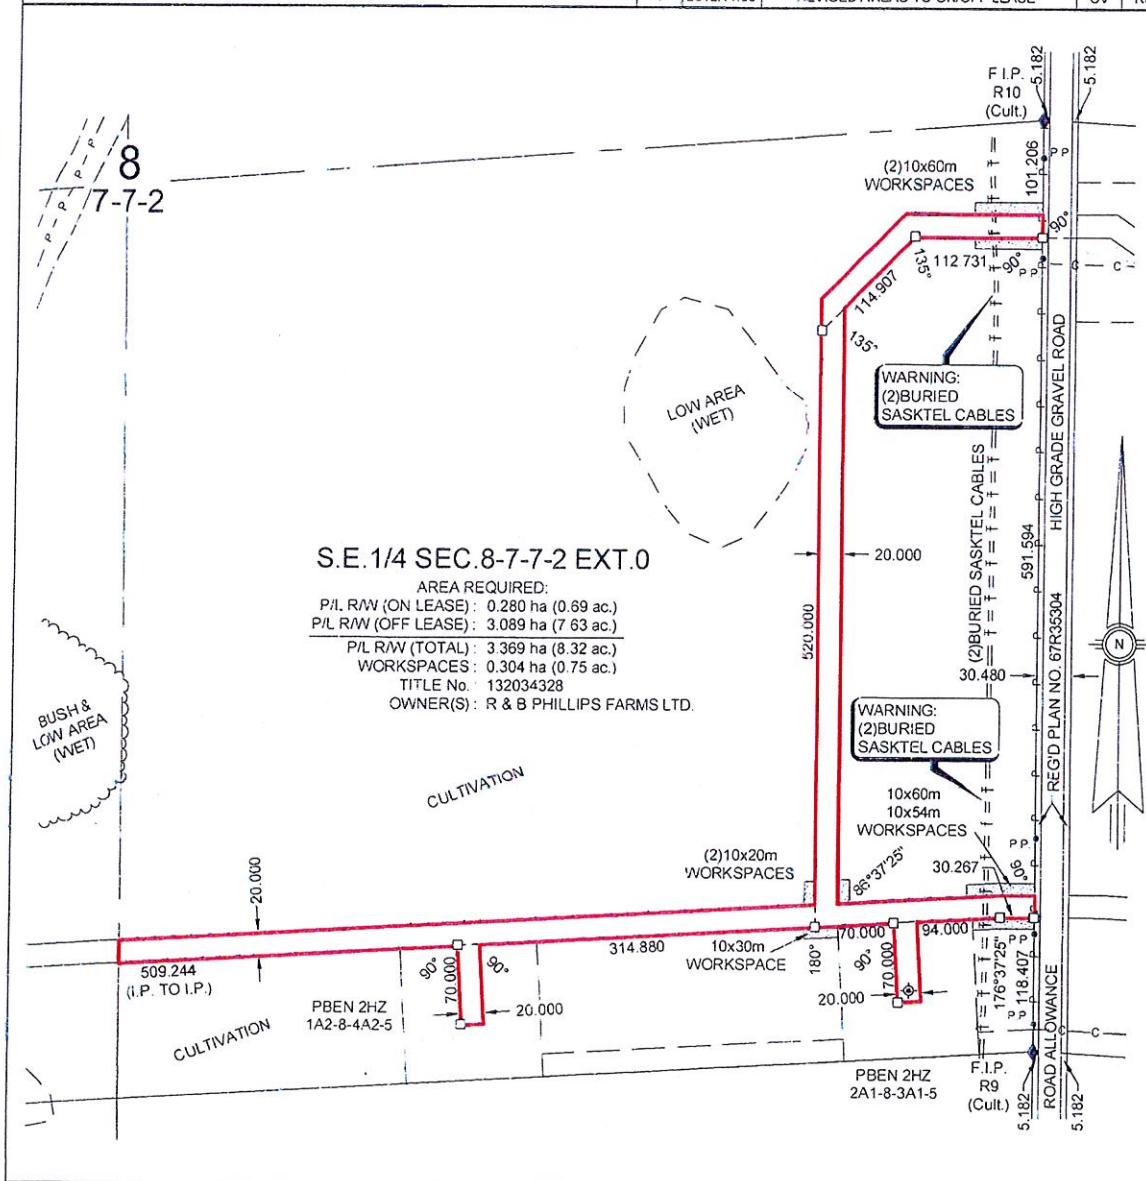 REVISED AREAS TO ON/OFF LEASE
5.182
5.182
F.I.P.
R10
(Cult.)
P P
101.206
8
7-7-2
P - P - P
P - P - P
(2)10x60m
WORKSPACES
90°
112.731
90°
P P
C
C
135°
114.907
135°
LOW AREA
(WET)
WARNING:
(2)BURIED
SASKTEL CABLES
HIGH GRADE GRAVEL ROAD
(2)BURIED SASKTEL CABLES
591.594
20.000
S.E.1/4 SEC.8-7-7-2 EXT.0
AREA REQUIRED:
P/L R/W (ON LEASE): 0.280 ha (0.69 ac.)
P/L R/W (OFF LEASE): 3.089 ha (7.63 ac.)
P/L R/W (TOTAL): 3.369 ha (8.32 ac.)
WORKSPACES: 0.304 ha (0.75 ac.)
TITLE No. 132034328
OWNER(S): R & B PHILLIPS FARMS LTD.
520.000
N
30.480
REG'D PLAN NO. 67R35304
BUSH &
LOW AREA
(WET)
WARNING:
(2)BURIED
SASKTEL CABLES
CULTIVATION
10x60m
10x54m
WORKSPACES
P P.
(2)10x20m
WORKSPACES
86°37'25"
30.267
90°
20.000
314.880
10x30m
WORKSPACE
180°
70.000
94.000
509.244
(I.P. TO I.P.)
90°
70.000
90°
20.000
90°
70.000
20.000
176°37'25"
P P
118.407
P P
C
PBEN 2HZ
1A2-8-4A2-5
CULTIVATION
ROAD ALLOWANCE
PBEN 2HZ
2A1-8-3A1-5
F.I.P.
R9
(Cult.)
5.182
5.182